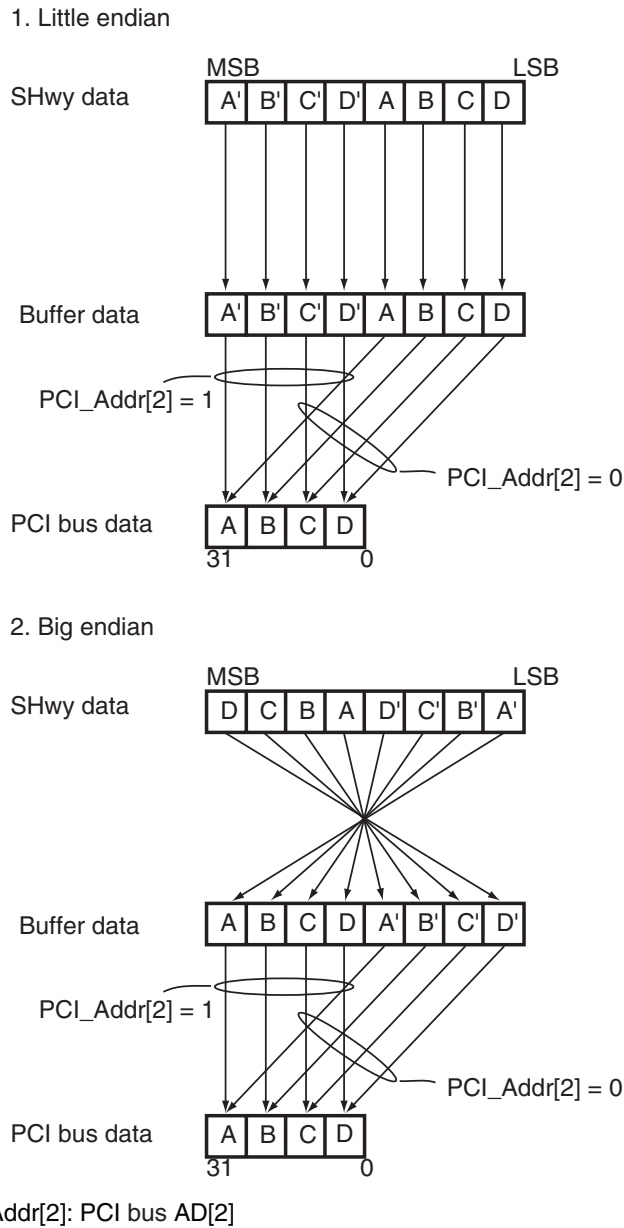 1. Little endian
MSB LSB
SHwy data A' B' C' D' A B C D
Buffer data A' B' C' D' A B C D
PCI_Addr[2] = 1
PCI_Addr[2] = 0
PCI bus data A B C D
31 0
2. Big endian
MSB LSB
SHwy data D C B A D' C' B' A'
Buffer data A B C D A' B' C' D'
PCI_Addr[2] = 1
PCI_Addr[2] = 0
PCI bus data A B C D
31 0
Addr[2]: PCI bus AD[2]